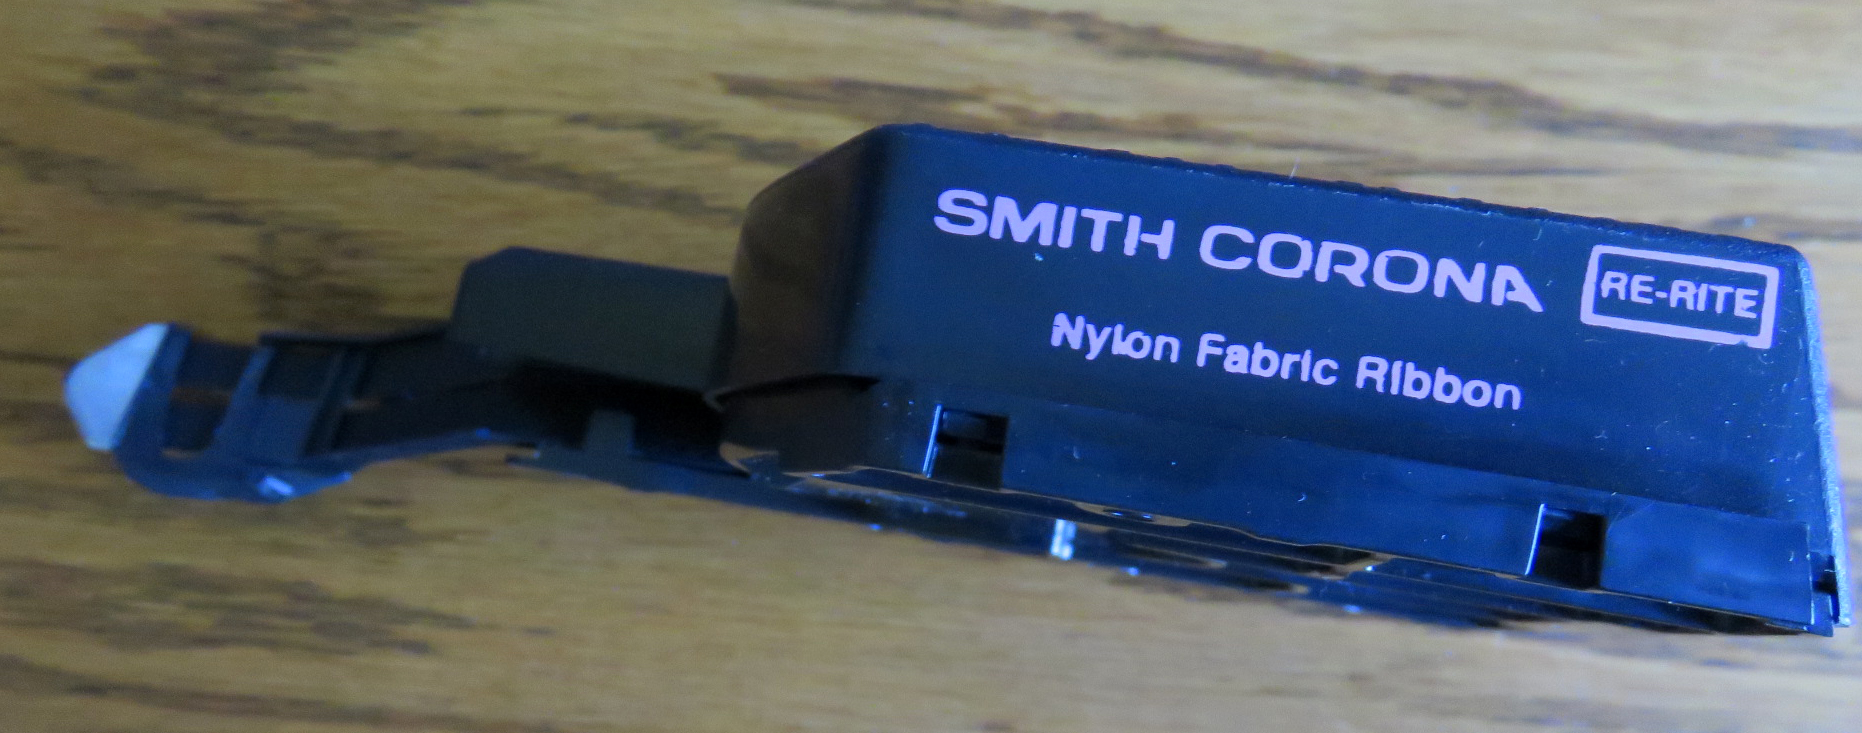 SMITH CORONA RE-RITE
Nylon Fabric Ribbon